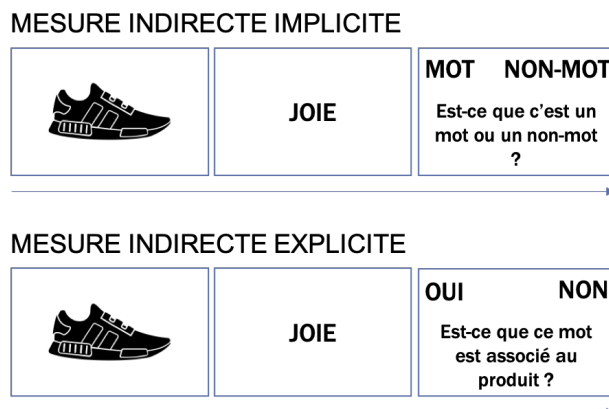 MESURE INDIRECTE IMPLICITE
MOT NON-MOT
JOIE
Est-ce que c'est un
mot ou un non-mot
?
MESURE INDIRECTE EXPLICITE
OUI NON
JOIE
Est-ce que ce mot
est associé au
produit ?